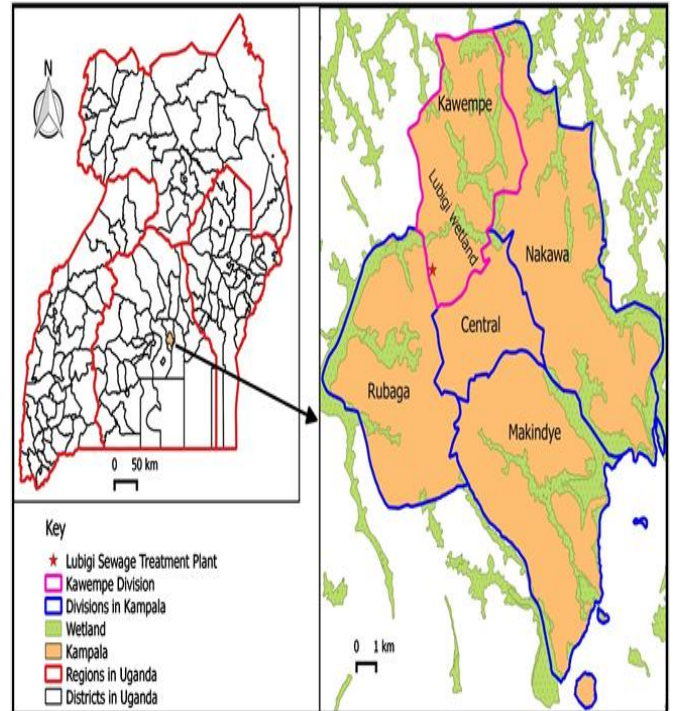 N
0 50 km
Key
Lubigi Sewage Treatment Plant
Kawempe Division
Divisions in Kampala
Wetland
Kampala
Regions in Uganda
Districts in Uganda
Kawempe
Lubigi wetland
Nakawa
Central
Rubaga
Makindye
0 1 km